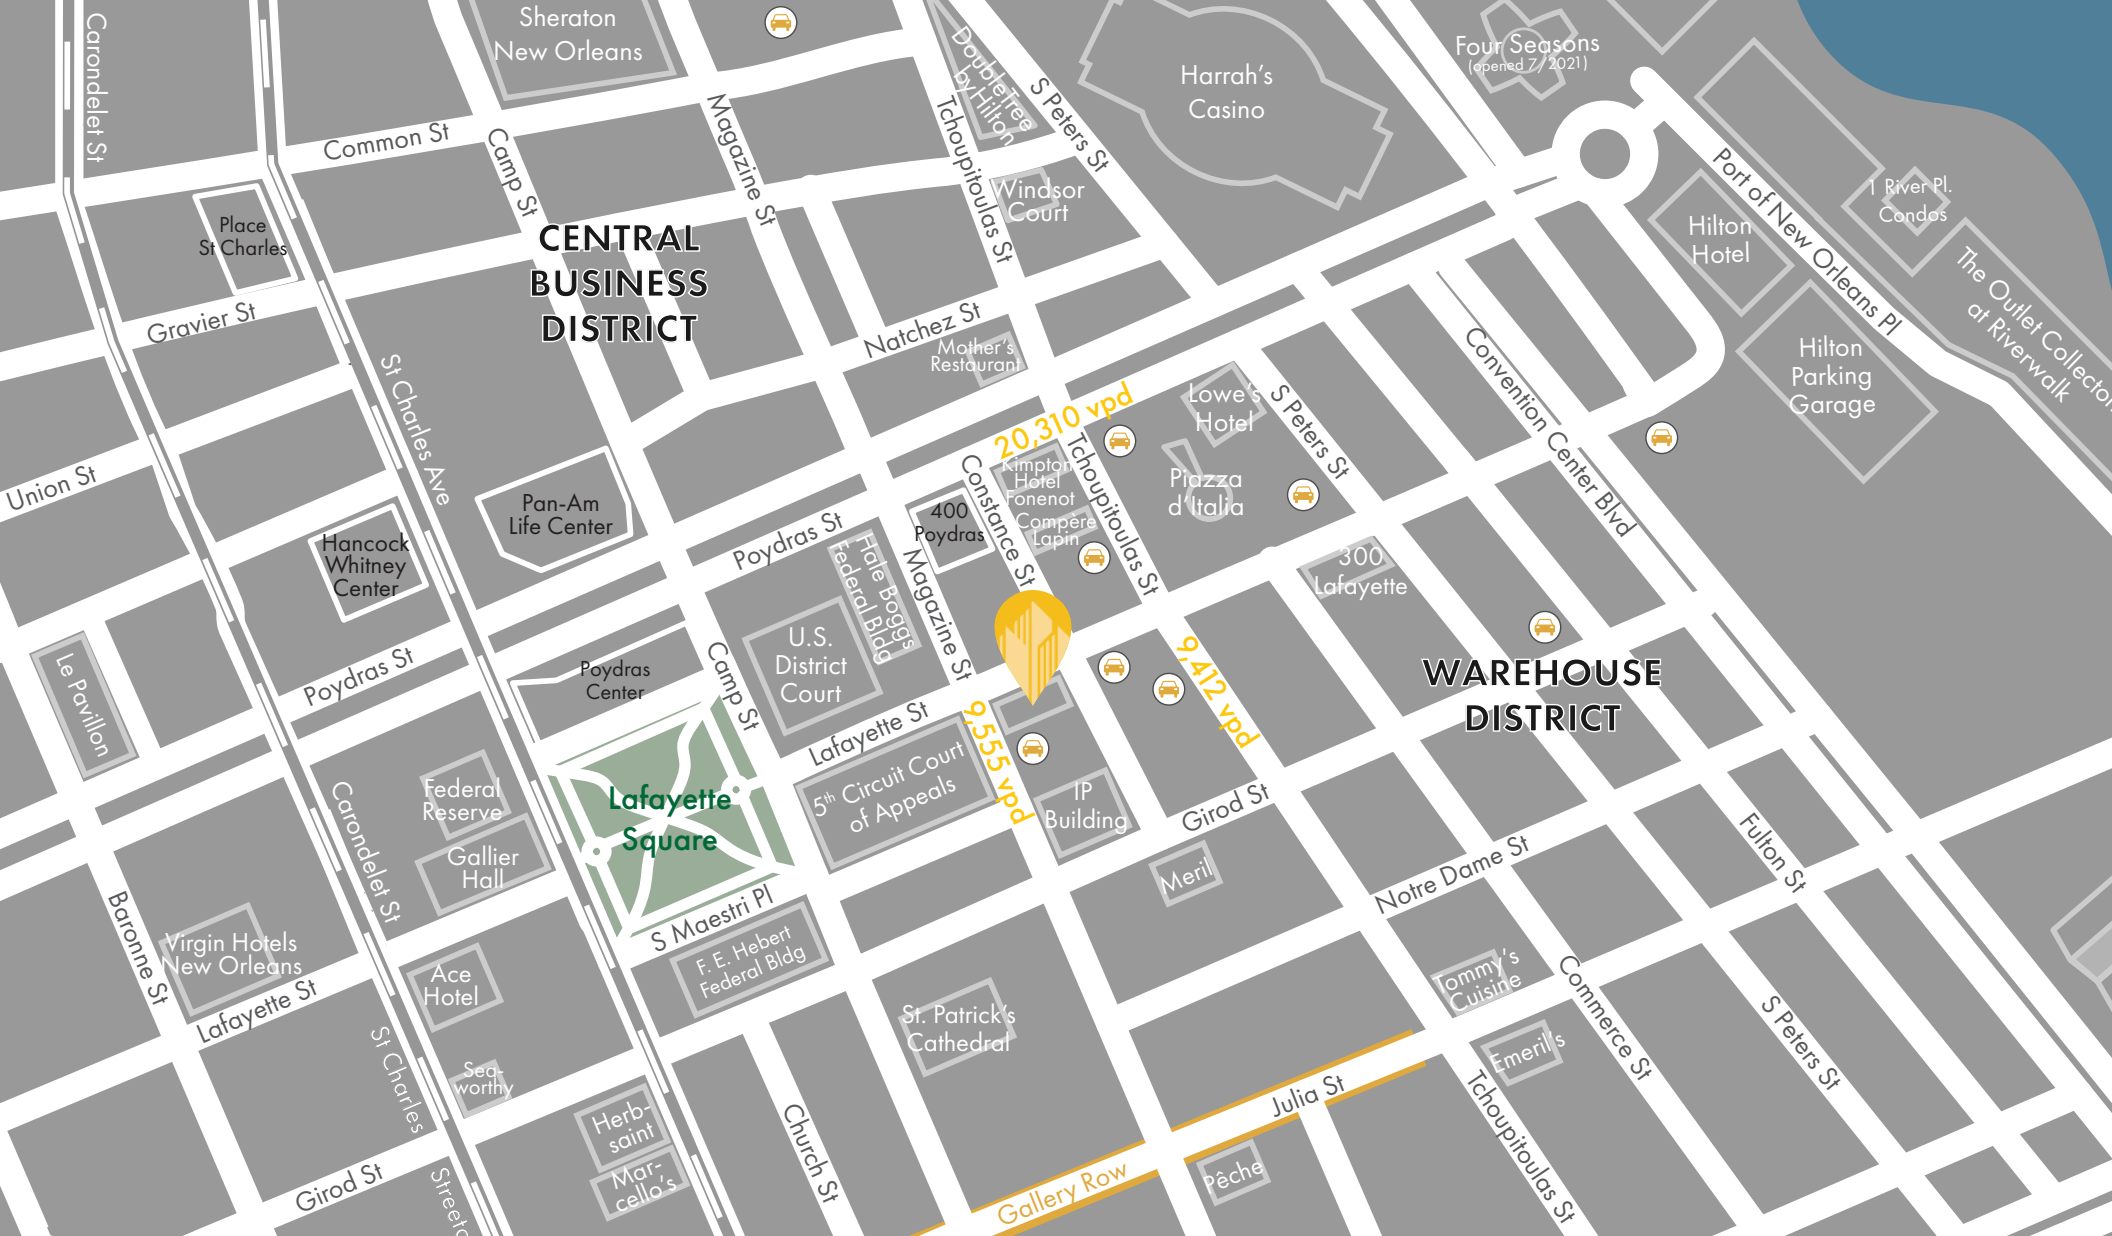 Carondelet St
Sheraton
New Orleans
DoubleTree
by Hilton
S Peters St
Harrah's
Casino
Four Seasons
(opened 7/2021)
Common St
Camp St
Magazine St
Tchoupitoulas St
Windsor
Court
Port of New Orleans Pl
1 River Pl.
Condos
Hilton
Hotel
The Outlet Collection
at Riverwalk
Place
St Charles
CENTRAL
BUSINESS
DISTRICT
Gravier St
Natchez St
Mother's
Restaurant
Hilton
Parking
Garage
St Charles Ave
Convention Center Blvd
20,310 vpd
Lowe's
Hotel
S Peters St
Union St
Pan-Am
Life Center
Poydras St
400
Poydras
Constance St
Kimpton
Hotel
Fonenot
Compère
Lapin
Tchoupitoulas St
Piazza
d'Italia
Hancock
Whitney
Center
Hale Boggs
Federal Bldg
Magazine St
300
Lafayette
Le Pavillon
Poydras St
Poydras
Center
Camp St
U.S.
District
Court
9,412 vpd
WAREHOUSE
DISTRICT
Lafayette St
9,555 vpd
5th Circuit Court
of Appeals
Federal
Reserve
Lafayette
Square
IP
Building
Girod St
Carondelet St
Gallier
Hall
Meril
Notre Dame St
Fulton St
Baronne St
Virgin Hotels
New Orleans
S Maestri Pl
F. E. Hebert
Federal Bldg
Ace
Hotel
Lafayette St
St. Patrick's
Cathedral
Tommy's
Cuisine
Commerce St
S Peters St
St Charles
Streetc
Sea-
worthy
Emeril's
Herb-
saint
Church St
Julia St
Tchoupitoulas St
Mar-
cello's
Pêche
Girod St
Gallery Row